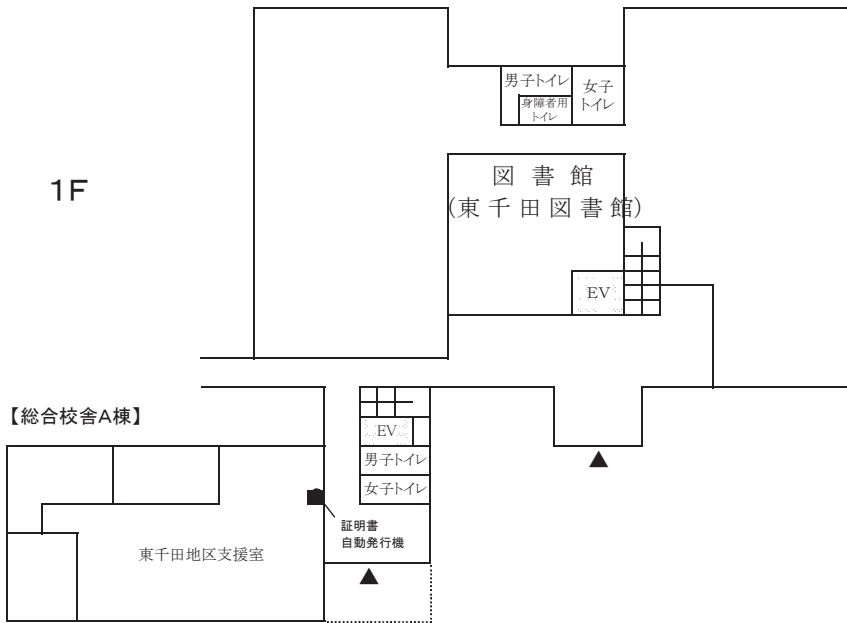 男子トイレ
女子
トイレ
身障者用
トイレ
1F
図書館
(東千田図書館)
EV
【総合校舎A棟】
EV
男子トイレ
女子トイレ
証明書
自動発行機
東千田地区支援室